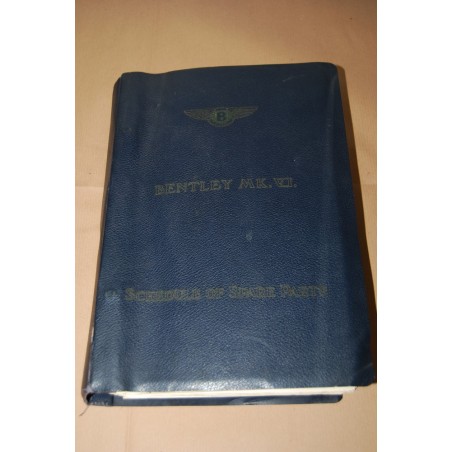 B
BENTLEY MK.VI.
SCHEDULE OF SPARE PARTS